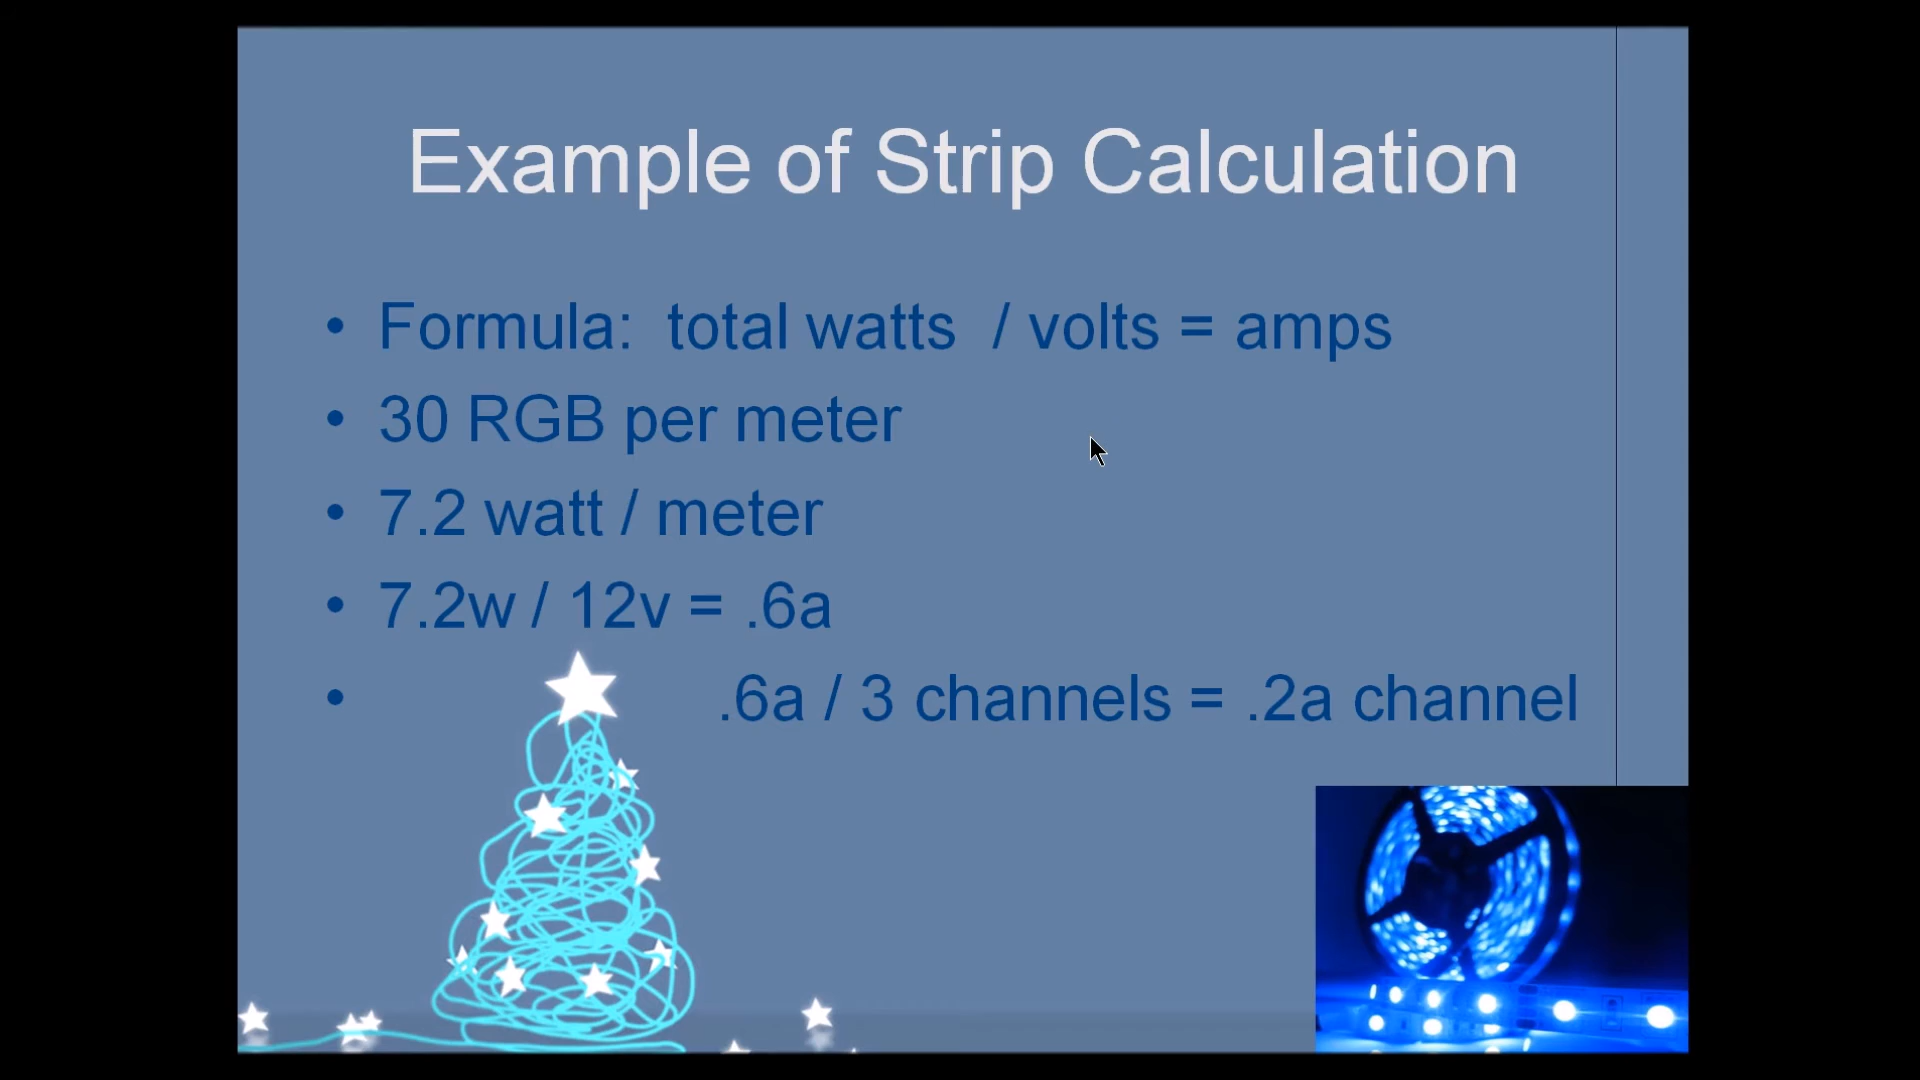 Example of Strip Calculation
• Formula: total watts / volts = amps
• 30 RGB per meter
• 7.2 watt / meter
• 7.2w / 12v = .6a
• .6a / 3 channels = .2a channel